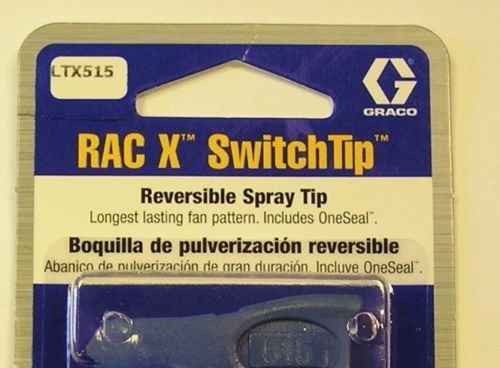 LTX515
GRACO
RAC X™ SwitchTip™
Reversible Spray Tip
Longest lasting fan pattern. Includes OneSeal™.
Boquilla de pulverización reversible
Abanico de pulverización de gran duración. Incluye OneSeal™.
515